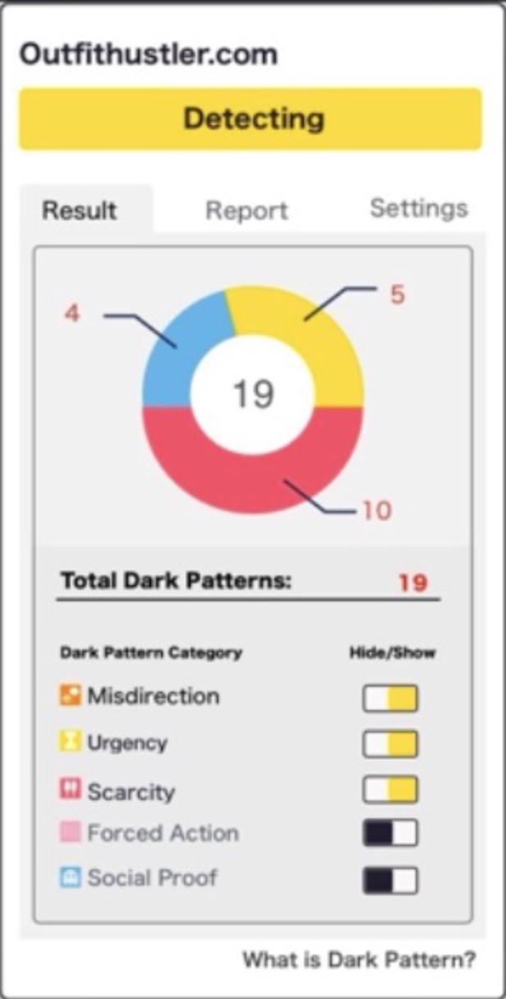 Outfithustler.com
Detecting
Result Report Settings
4
5
19
10
Total Dark Patterns: 19
Dark Pattern Category Hide/Show
Misdirection
Urgency
Scarcity
Forced Action
Social Proof
What is Dark Pattern?